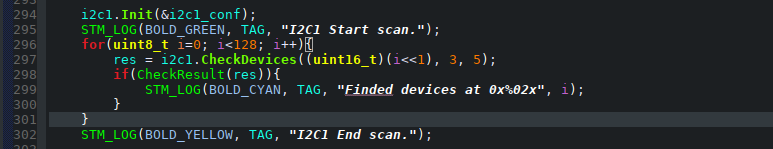 294 i2c1.Init(&i2c1_conf);
295 STM_LOG(BOLD_GREEN, TAG, "I2C1 Start scan.");
296 for(uint8_t i=0; i<128; i++){
297 res = i2c1.CheckDevices((uint16_t)(i<<1), 3, 5);
298 if(CheckResult(res)){
299 STM_LOG(BOLD_CYAN, TAG, "Finded devices at 0x%02x", i);
300 }
301 }
302 STM_LOG(BOLD_YELLOW, TAG, "I2C1 End scan.");